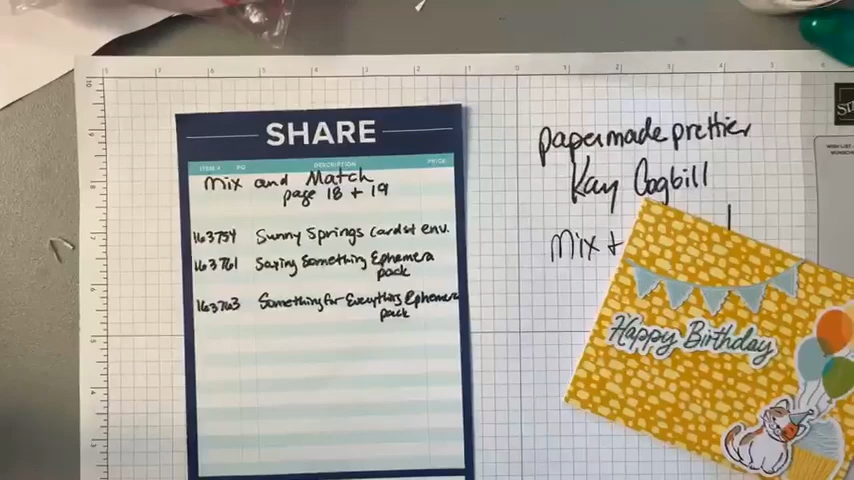 SHARE
ITEM # PG DESCRIPTION PRICE
Mix and Match
page 18 + 19
163754 Sunny Springs Cards + env.
163761 Saying Something Ephemera
pack
163763 Something for Everything Ephemera
pack
papermade prettier
Kay Cogbill
Mix +
Happy Birthday